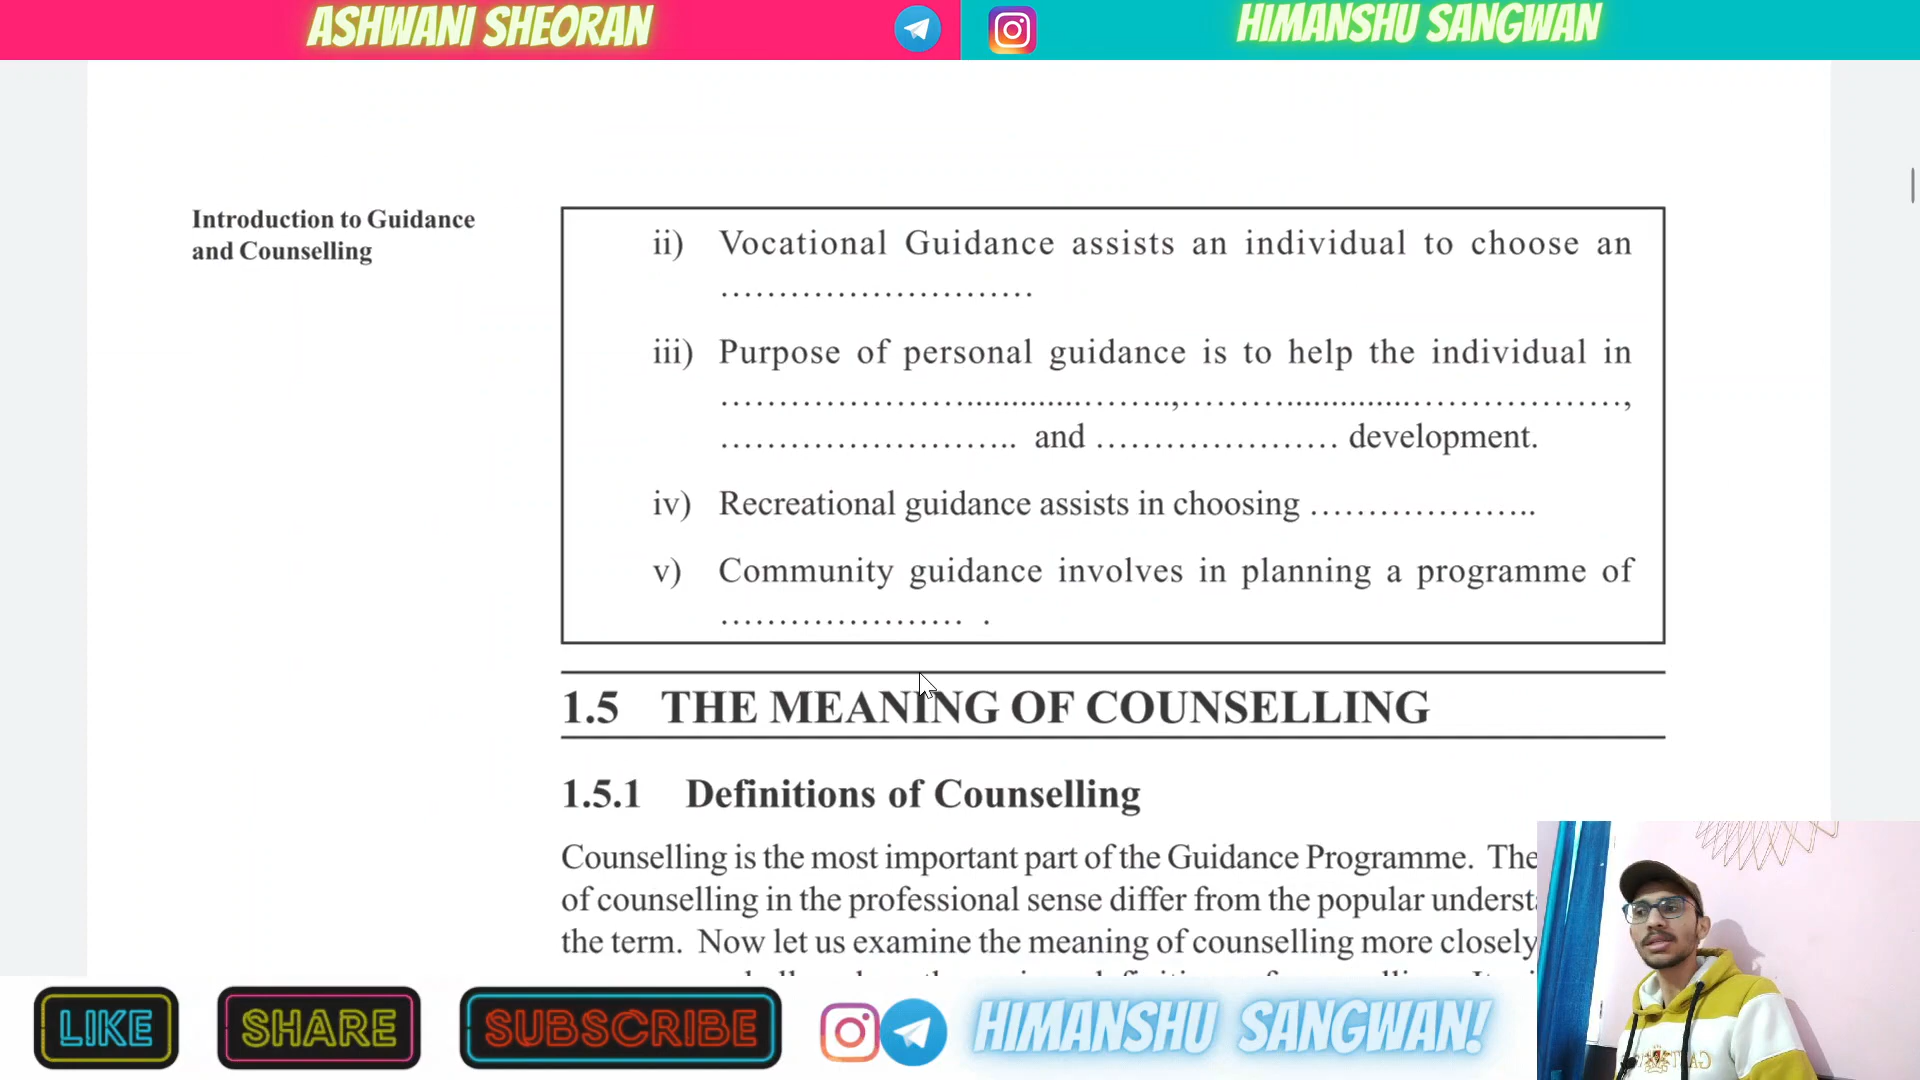 ASHWANI SHEORAN
HIMANSHU SANGWAN
Introduction to Guidance
and Counselling
ii) Vocational Guidance assists an individual to choose an
...........................
iii) Purpose of personal guidance is to help the individual in
........................................,........................................,
.......................... and ..................... development.
iv) Recreational guidance assists in choosing ....................
v) Community guidance involves in planning a programme of
..................... .
1.5 THE MEANING OF COUNSELLING
1.5.1 Definitions of Counselling
Counselling is the most important part of the Guidance Programme. The
of counselling in the professional sense differ from the popular underst
the term. Now let us examine the meaning of counselling more closely
LIKE
SHARE
SUBSCRIBE
HIMANSHU SANGWAN!